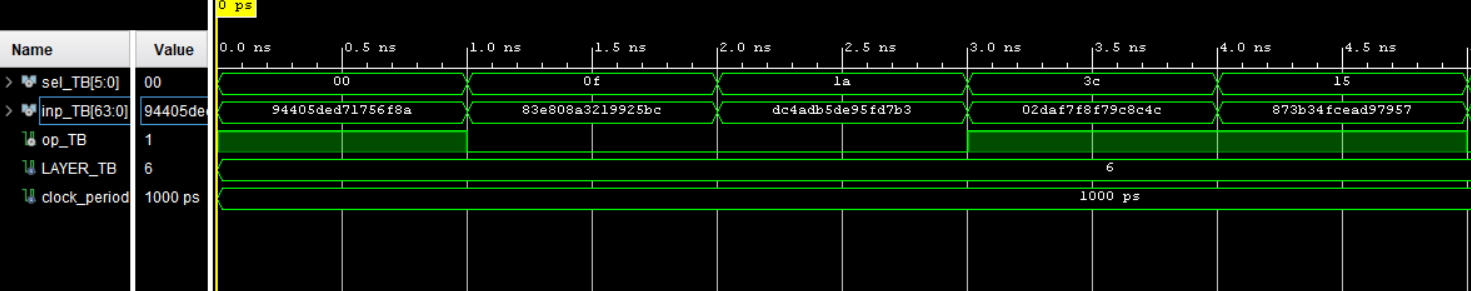 0 ps
Name Value 0.0 ns 0.5 ns 1.0 ns 1.5 ns 2.0 ns 2.5 ns 3.0 ns 3.5 ns 4.0 ns 4.5 ns
sel_TB[5:0] 00 00 0f 1a 3c 15
inp_TB[63:0] 94405ded 94405ded71756f8a 83e808a3219925bc dc4adb5de95fd7b3 02daf7f8f79c8c4c 873b34fcead97957
op_TB 1
LAYER_TB 6 6
clock_period 1000 ps 1000 ps